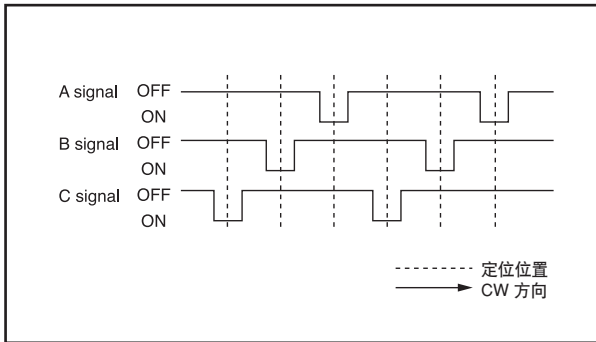 A signal OFF
ON
B signal OFF
ON
C signal OFF
ON
定位位置
CW 方向